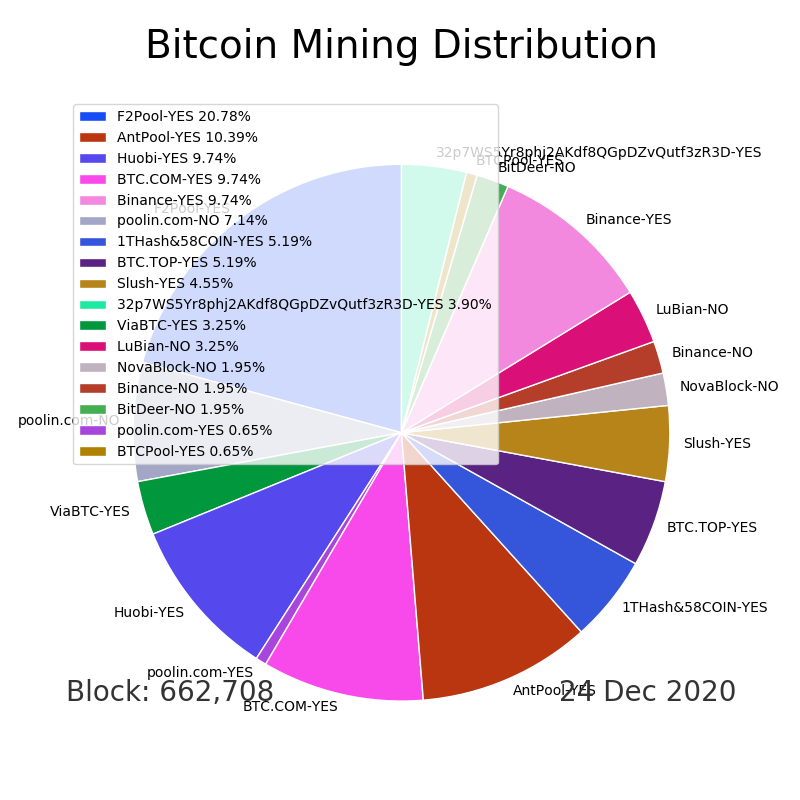 Bitcoin Mining Distribution
F2Pool-YES 20.78%
AntPool-YES 10.39%
Huobi-YES 9.74%
BTC.COM-YES 9.74%
Binance-YES 9.74%
poolin.com-NO 7.14%
1THash&58COIN-YES 5.19%
BTC.TOP-YES 5.19%
Slush-YES 4.55%
32p7WS5Yr8phj2AKdf8QGpDZvQutf3zR3D-YES 3.90%
ViaBTC-YES 3.25%
LuBian-NO 3.25%
NovaBlock-NO 1.95%
Binance-NO 1.95%
BitDeer-NO 1.95%
poolin.com-YES 0.65%
BTCPool-YES 0.65%
32p7WS5Yr8phj2AKdf8QGpDZvQutf3zR3D-YES
BTCPool-YES
BitDeer-NO
Binance-YES
LuBian-NO
Binance-NO
NovaBlock-NO
Slush-YES
BTC.TOP-YES
1THash&58COIN-YES
AntPool-YES
BTC.COM-YES
poolin.com-YES
Huobi-YES
ViaBTC-YES
poolin.com-NO
F2Pool-YES
Block: 662,708
24 Dec 2020